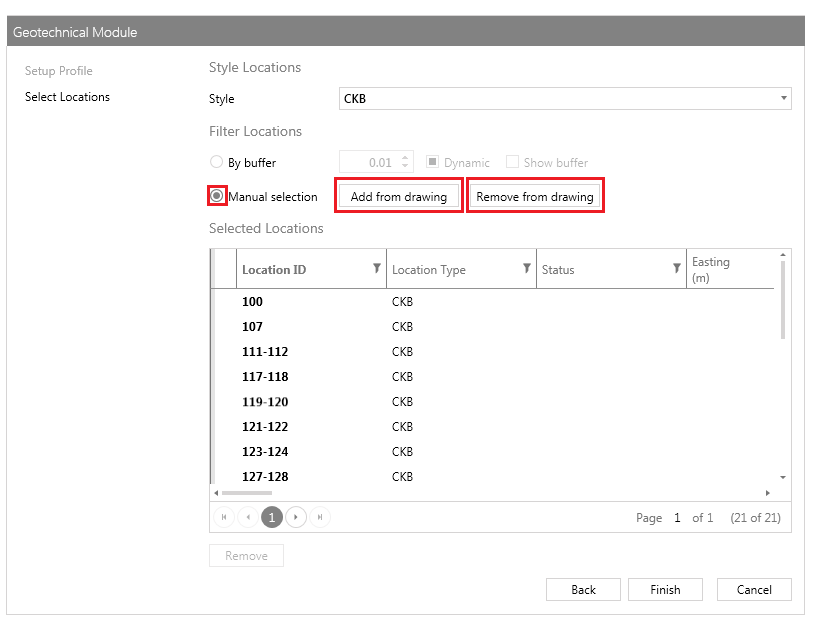 Geotechnical Module
Setup Profile
Select Locations
Style Locations
Style CKB
Filter Locations
By buffer 0.01 Dynamic Show buffer
Manual selection Add from drawing Remove from drawing
Selected Locations
Location ID Location Type Status Easting (m)
100 CKB
107 CKB
111-112 CKB
117-118 CKB
119-120 CKB
121-122 CKB
123-124 CKB
127-128 CKB
1 Page 1 of 1 (21 of 21)
Remove
Back Finish Cancel